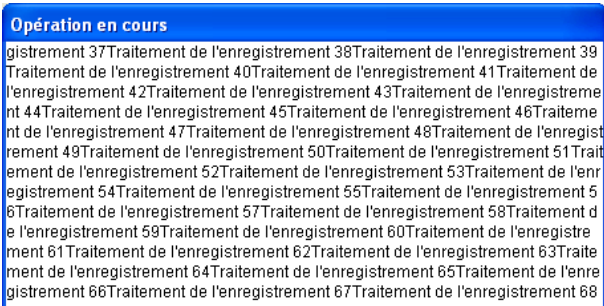 Opération en cours
gistrement 37Traitement de l'enregistrement 38Traitement de l'enregistrement 39
Traitement de l'enregistrement 40Traitement de l'enregistrement 41Traitement de
l'enregistrement 42Traitement de l'enregistrement 43Traitement de l'enregistreme
nt 44Traitement de l'enregistrement 45Traitement de l'enregistrement 46Traiteme
nt de l'enregistrement 47Traitement de l'enregistrement 48Traitement de l'enregist
rement 49Traitement de l'enregistrement 50Traitement de l'enregistrement 51Trait
ement de l'enregistrement 52Traitement de l'enregistrement 53Traitement de l'enr
egistrement 54Traitement de l'enregistrement 55Traitement de l'enregistrement 5
6Traitement de l'enregistrement 57Traitement de l'enregistrement 58Traitement d
e l'enregistrement 59Traitement de l'enregistrement 60Traitement de l'enregistre
ment 61Traitement de l'enregistrement 62Traitement de l'enregistrement 63Traite
ment de l'enregistrement 64Traitement de l'enregistrement 65Traitement de l'enre
gistrement 66Traitement de l'enregistrement 67Traitement de l'enregistrement 68